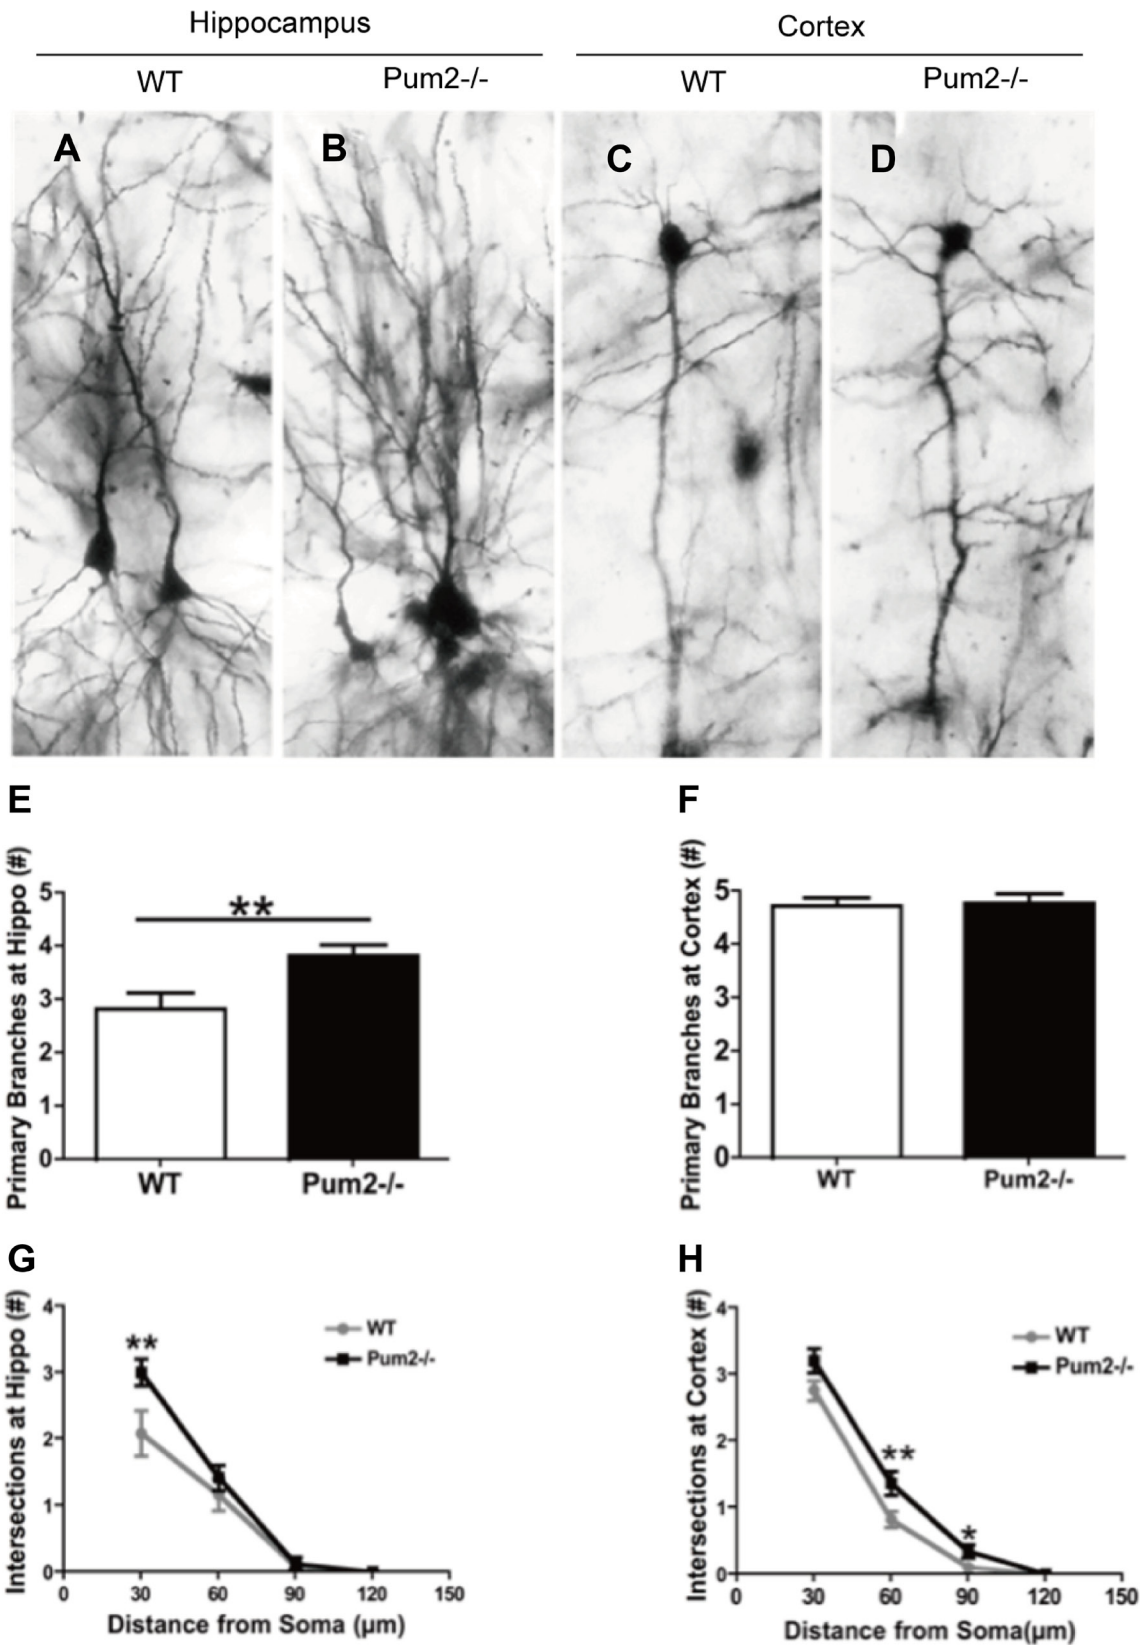 Hippocampus
Cortex
WT
Pum2-/-
WT
Pum2-/-
A
B
C
D
E
Primary Branches at Hippo (#)
5
4
3
2
1
0
**
WT
Pum2-/-
F
Primary Branches at Cortex (#)
5
4
3
2
1
0
WT
Pum2-/-
G
Intersections at Hippo (#)
4
3
2
1
0
**
WT
Pum2-/-
0 30 60 90 120 150
Distance from Soma (µm)
H
Intersections at Cortex (#)
4
3
2
1
0
**
*
WT
Pum2-/-
0 30 60 90 120 150
Distance from Soma(µm)